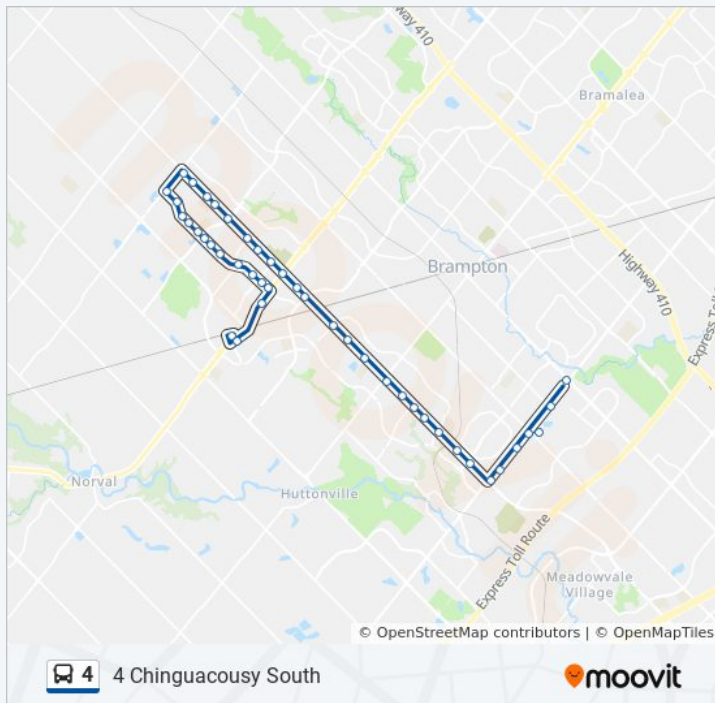 Highway 410
Bramalea
Brampton
Highway 410
Express Toll
Norval
Huttonville
Express Toll Route
Meadowvale
Village
© OpenStreetMap contributors | © OpenMapTiles
4 4 Chinguacousy South
moovit